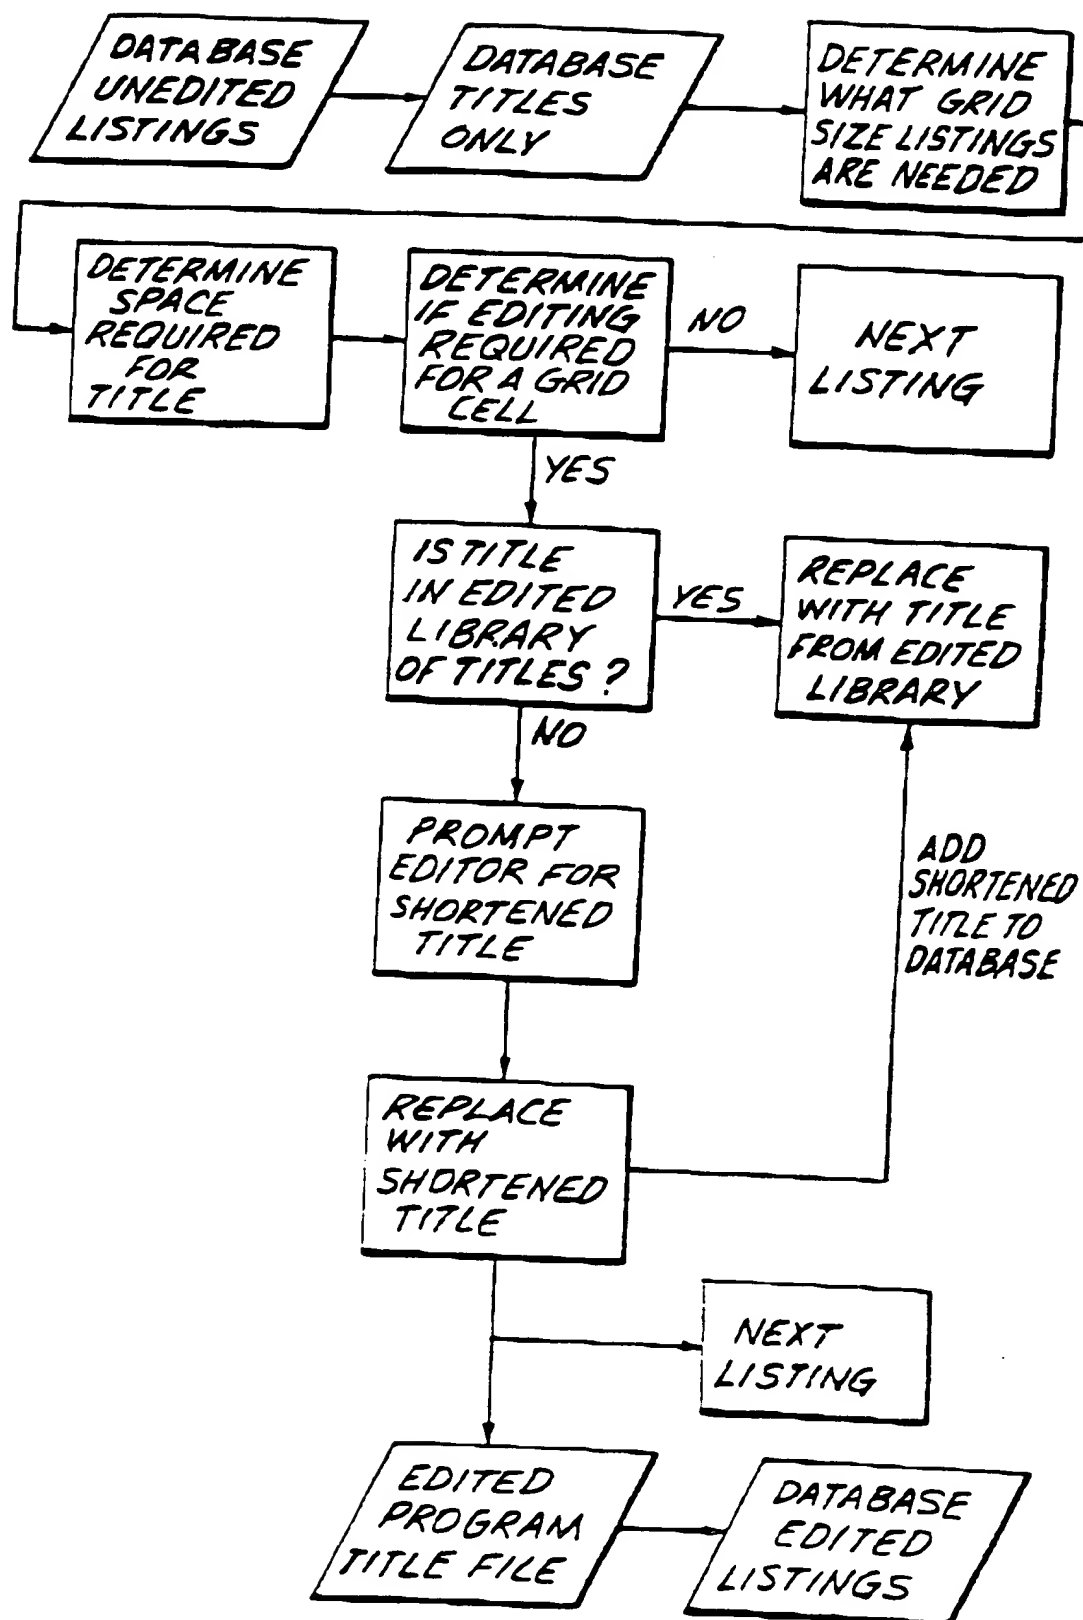 DATABASE
UNEDITED
LISTINGS
DATABASE
TITLES
ONLY
DETERMINE
WHAT GRID
SIZE LISTINGS
ARE NEEDED
DETERMINE
SPACE
REQUIRED
FOR
TITLE
DETERMINE
IF EDITING
REQUIRED
FOR A GRID
CELL
NO
NEXT
LISTING
YES
IS TITLE
IN EDITED
LIBRARY
OF TITLES ?
YES
REPLACE
WITH TITLE
FROM EDITED
LIBRARY
NO
PROMPT
EDITOR FOR
SHORTENED
TITLE
ADD
SHORTENED
TITLE TO
DATABASE
REPLACE
WITH
SHORTENED
TITLE
NEXT
LISTING
EDITED
PROGRAM
TITLE FILE
DATABASE
EDITED
LISTINGS